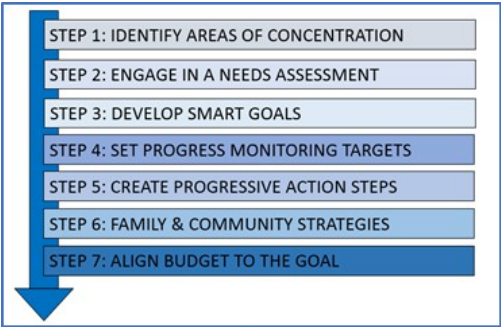 STEP 1: IDENTIFY AREAS OF CONCENTRATION
STEP 2: ENGAGE IN A NEEDS ASSESSMENT
STEP 3: DEVELOP SMART GOALS
STEP 4: SET PROGRESS MONITORING TARGETS
STEP 5: CREATE PROGRESSIVE ACTION STEPS
STEP 6: FAMILY & COMMUNITY STRATEGIES
STEP 7: ALIGN BUDGET TO THE GOAL